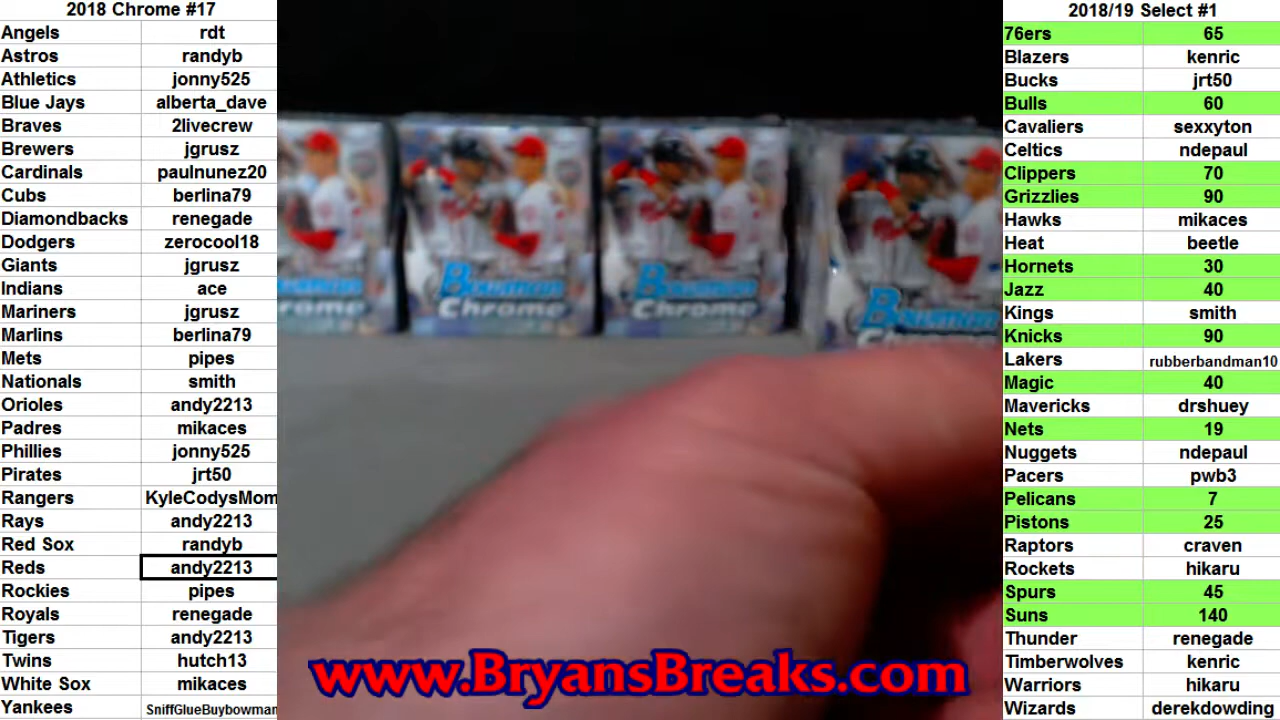 2018 Chrome #17
Angels rdt
Astros randyb
Athletics jonny525
Blue Jays alberta_dave
Braves 2livecrew
Brewers jgrusz
Cardinals paulnunez20
Cubs berlina79
Diamondbacks renegade
Dodgers zerocool18
Giants jgrusz
Indians ace
Mariners jgrusz
Marlins berlina79
Mets pipes
Nationals smith
Orioles andy2213
Padres mikaces
Phillies jonny525
Pirates jrt50
Rangers KyleCodysMom
Rays andy2213
Red Sox randyb
Reds andy2213
Rockies pipes
Royals renegade
Tigers andy2213
Twins hutch13
White Sox mikaces
Yankees SniffGlueBuybowman
Bowman
Chrome
Bowman
Chrome
Bowman
www.BryansBreaks.com
2018/19 Select #1
76ers 65
Blazers kenric
Bucks jrt50
Bulls 60
Cavaliers sexxyton
Celtics ndepaul
Clippers 70
Grizzlies 90
Hawks mikaces
Heat beetle
Hornets 30
Jazz 40
Kings smith
Knicks 90
Lakers rubberbandman10
Magic 40
Mavericks drshuey
Nets 19
Nuggets ndepaul
Pacers pwb3
Pelicans 7
Pistons 25
Raptors craven
Rockets hikaru
Spurs 45
Suns 140
Thunder renegade
Timberwolves kenric
Warriors hikaru
Wizards derekdowding